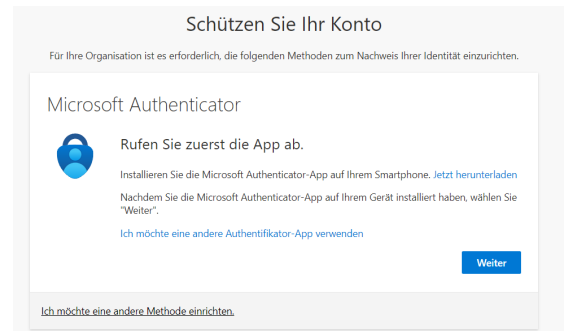 Schützen Sie Ihr Konto
Für Ihre Organisation ist es erforderlich, die folgenden Methoden zum Nachweis Ihrer Identität einzurichten.
Microsoft Authenticator
Rufen Sie zuerst die App ab.
Installieren Sie die Microsoft Authenticator-App auf Ihrem Smartphone. Jetzt herunterladen
Nachdem Sie die Microsoft Authenticator-App auf Ihrem Gerät installiert haben, wählen Sie
"Weiter".
Ich möchte eine andere Authentifikator-App verwenden
Weiter
Ich möchte eine andere Methode einrichten.